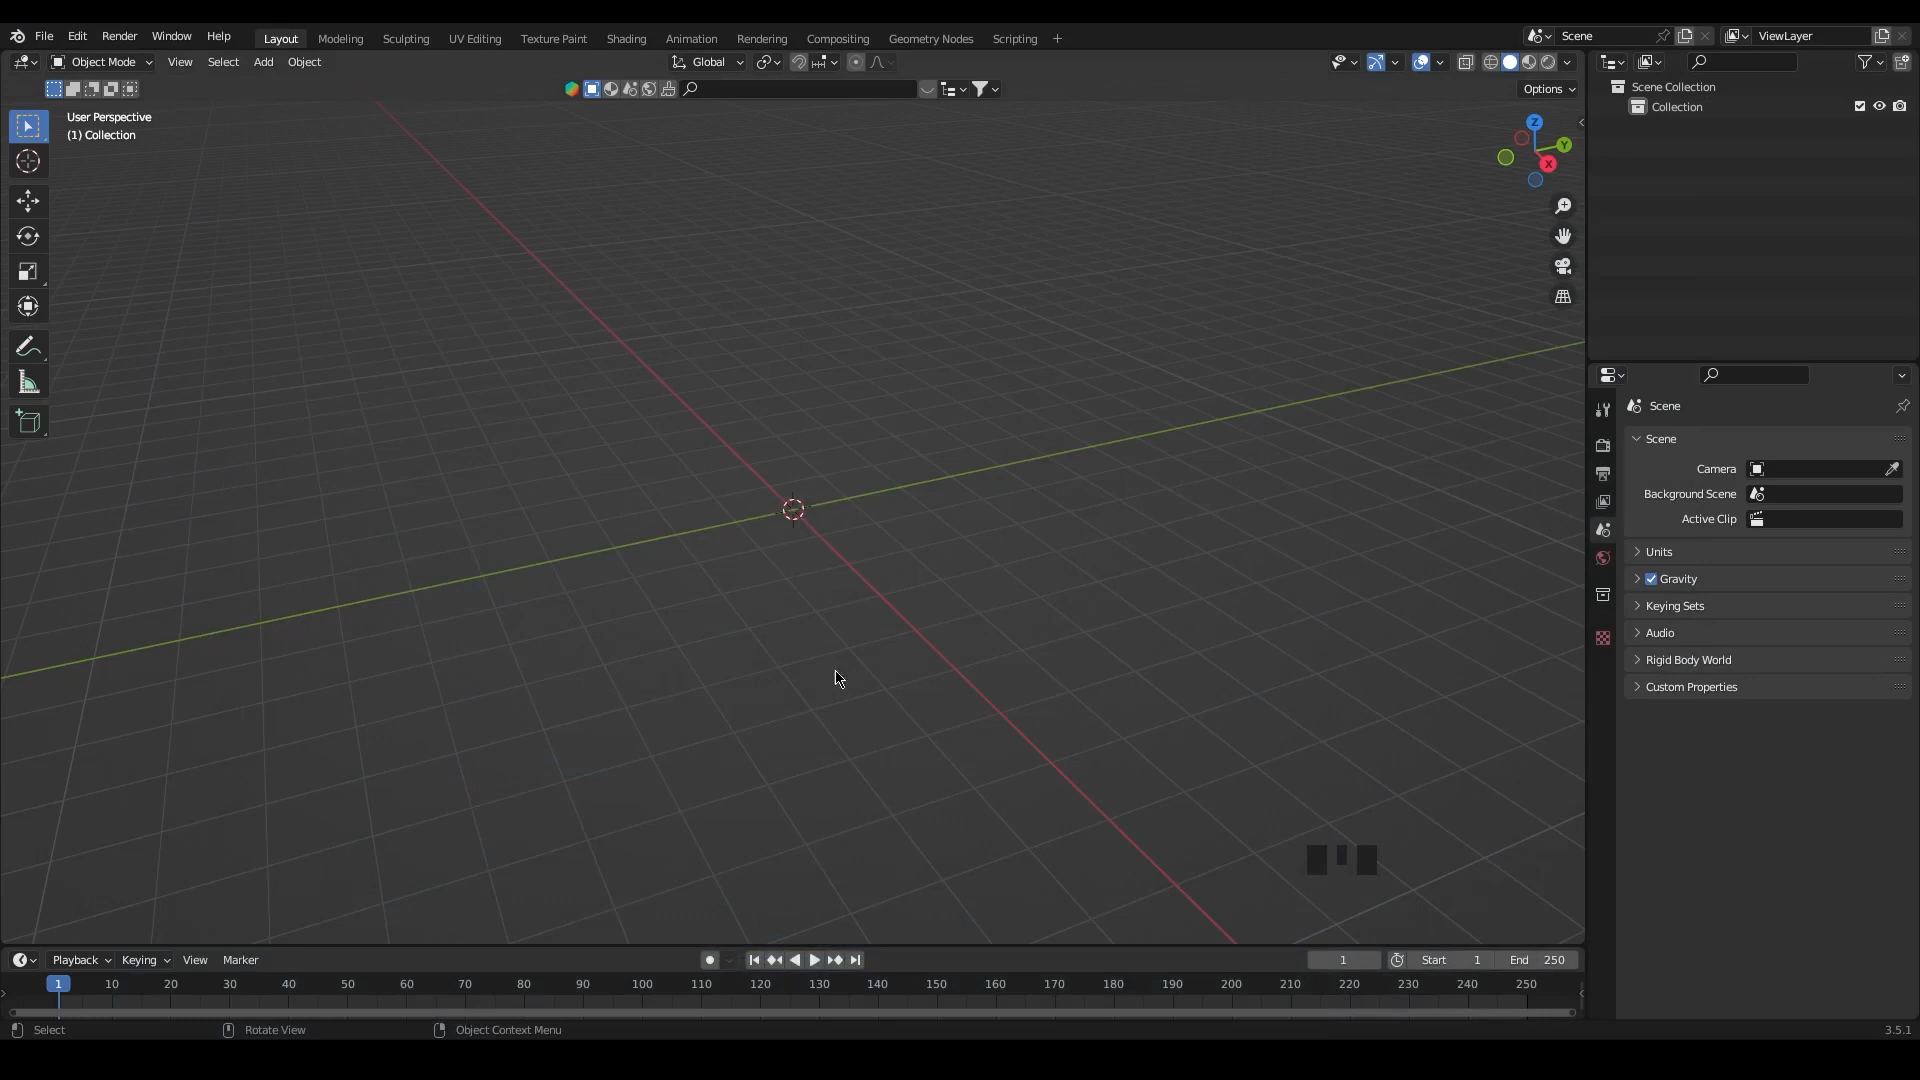 File Edit Render Window Help Layout Modeling Sculpting UV Editing Texture Paint Shading Animation Rendering Compositing Geometry Nodes Scripting + Scene ViewLayer
Object Mode View Select Add Object Global
Options
User Perspective
(1) Collection
Z
Y
X
Scene Collection
Collection
Scene
Scene
Camera
Background Scene
Active Clip
Units
Gravity
Keying Sets
Audio
Rigid Body World
Custom Properties
Playback Keying View Marker 1 Start 1 End 250
1 10 20 30 40 50 60 70 80 90 100 110 120 130 140 150 160 170 180 190 200 210 220 230 240 250
Select Rotate View Object Context Menu 3.5.1